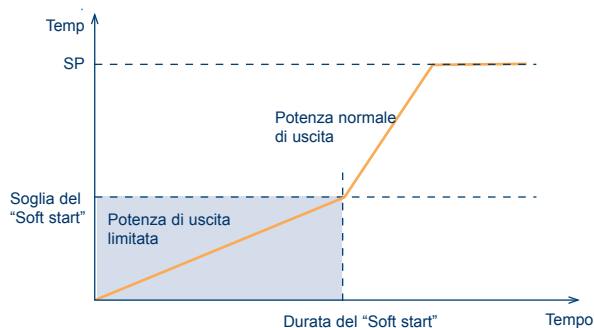 Temp
SP
Potenza normale
di uscita
Soglia del
“Soft start”
Potenza di uscita
limitata
Durata del “Soft start”
Tempo